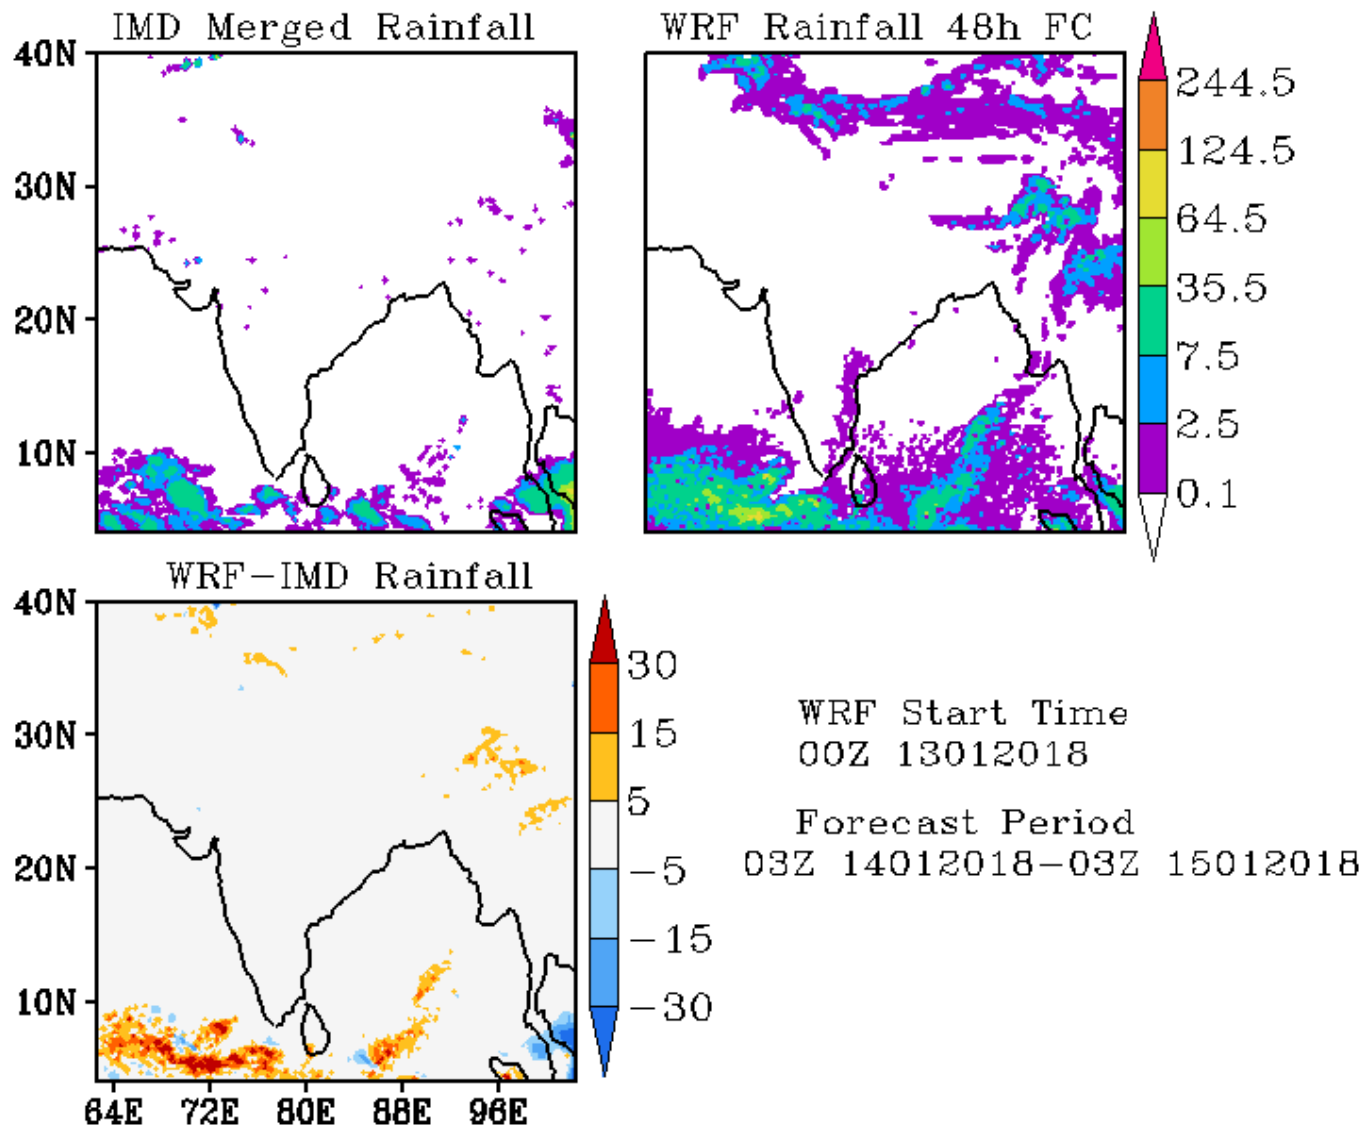 IMD Merged Rainfall
WRF Rainfall 48h FC
40N
30N
20N
10N
244.5
124.5
64.5
35.5
7.5
2.5
0.1
WRF-IMD Rainfall
40N
30N
20N
10N
64E 72E 80E 88E 96E
30
15
5
-5
-15
-30
WRF Start Time
00Z 13012018
Forecast Period
03Z 14012018-03Z 15012018